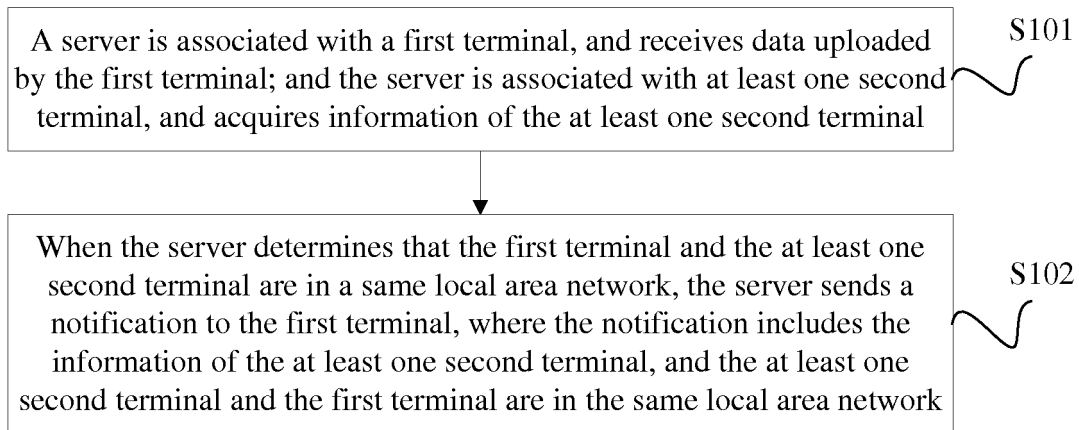 A server is associated with a first terminal, and receives data uploaded
by the first terminal; and the server is associated with at least one second
terminal, and acquires information of the at least one second terminal
S101
When the server determines that the first terminal and the at least one
second terminal are in a same local area network, the server sends a
notification to the first terminal, where the notification includes the
information of the at least one second terminal, and the at least one
second terminal and the first terminal are in the same local area network
S102